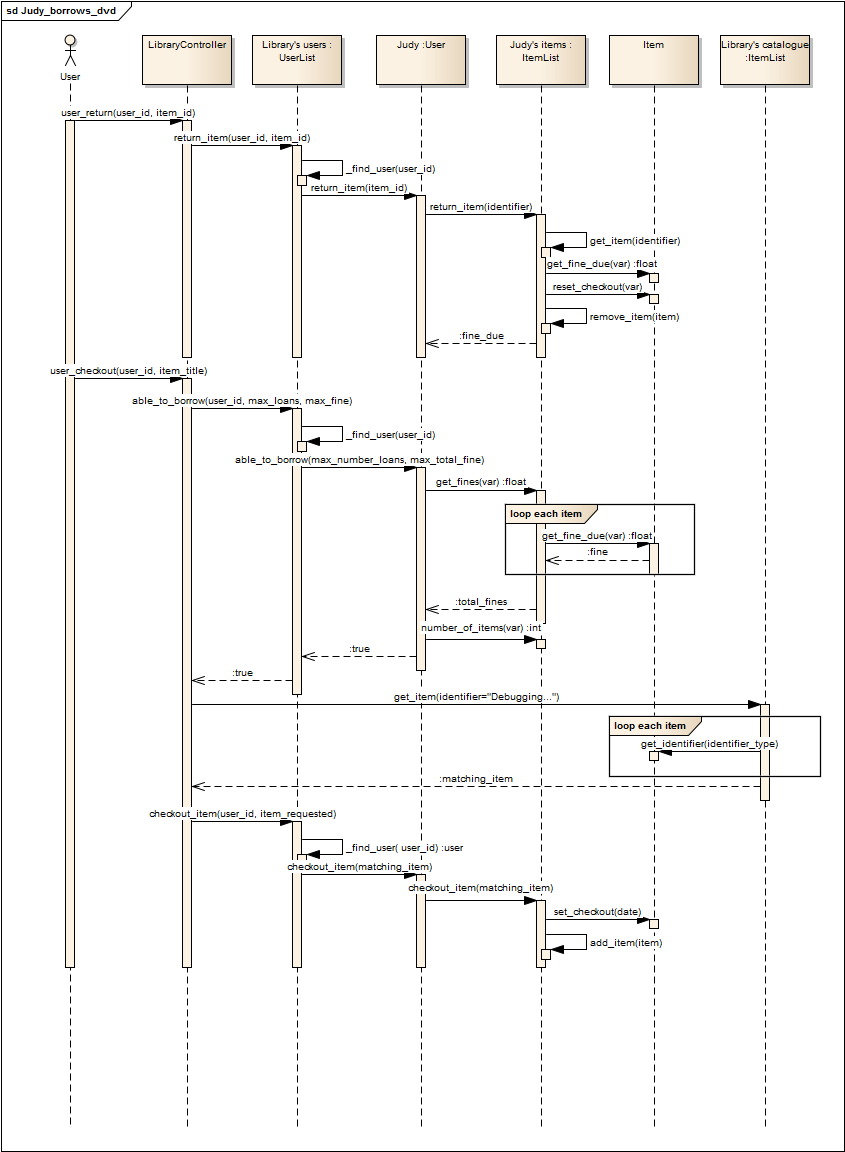 sd Judy_borrows_dvd
User
LibraryController
Library's users :
UserList
Judy :User
Judy's items :
ItemList
Item
Library's catalogue
:ItemList
user_return(user_id, item_id)
return_item(user_id, item_id)
_find_user(user_id)
return_item(item_id)
return_item(identifier)
get_item(identifier)
get_fine_due(var) :float
reset_checkout(var)
remove_item(item)
:fine_due
user_checkout(user_id, item_title)
able_to_borrow(user_id, max_loans, max_fine)
_find_user(user_id)
able_to_borrow(max_number_loans, max_total_fine)
get_fines(var) :float
loop each item
get_fine_due(var) :float
:fine
:total_fines
number_of_items(var) :int
:true
:true
get_item(identifier="Debugging...")
loop each item
get_identifier(identifier_type)
:matching_item
checkout_item(user_id, item_requested)
_find_user( user_id) :user
checkout_item(matching_item)
checkout_item(matching_item)
set_checkout(date)
add_item(item)